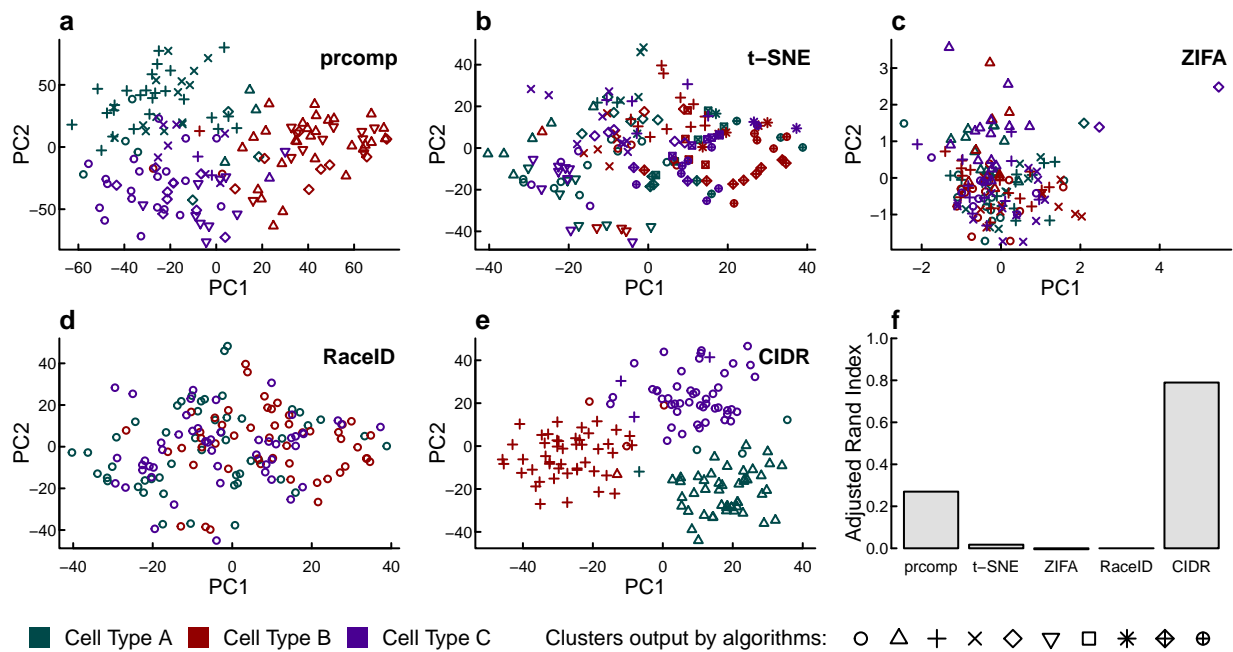 a
prcomp
50
0
−50
PC2
−60 −40 −20 0 20 40 60
PC1
b
t−SNE
40
20
0
−20
−40
PC2
−40 −20 0 20 40
PC1
c
ZIFA
3
2
1
0
−1
PC2
−2 0 2 4
PC1
d
RaceID
40
20
0
−20
−40
PC2
−40 −20 0 20 40
PC1
e
CIDR
40
20
0
−20
−40
PC2
−40 −20 0 20 40
PC1
f
1.0
0.8
0.6
0.4
0.2
0.0
Adjusted Rand Index
prcomp t−SNE ZIFA RaceID CIDR
Cell Type A Cell Type B Cell Type C Clusters output by algorithms: